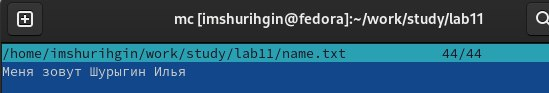 mc [imshurihgin@fedora]:~/work/study/lab11
/home/imshurihgin/work/study/lab11/name.txt 44/44
Меня зовут Шурыгин Илья